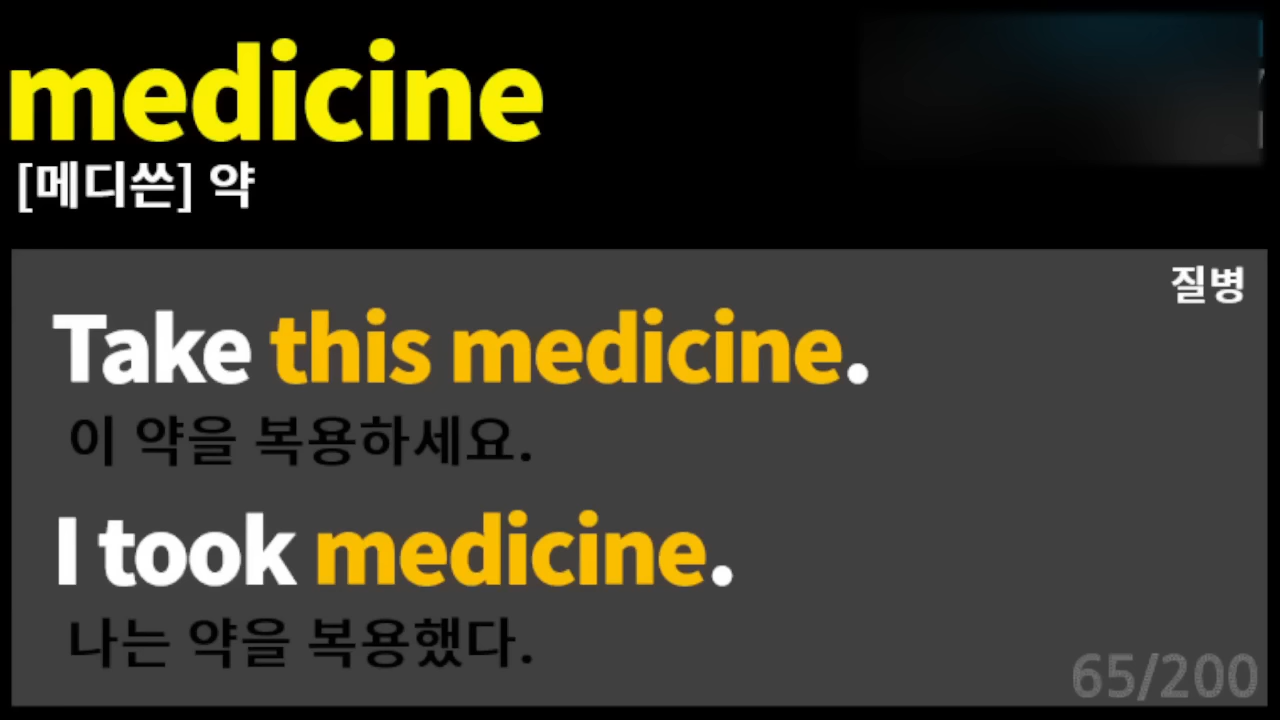 medicine
[메디쓴] 약
질병
Take this medicine.
이 약을 복용하세요.
I took medicine.
나는 약을 복용했다.
65/200